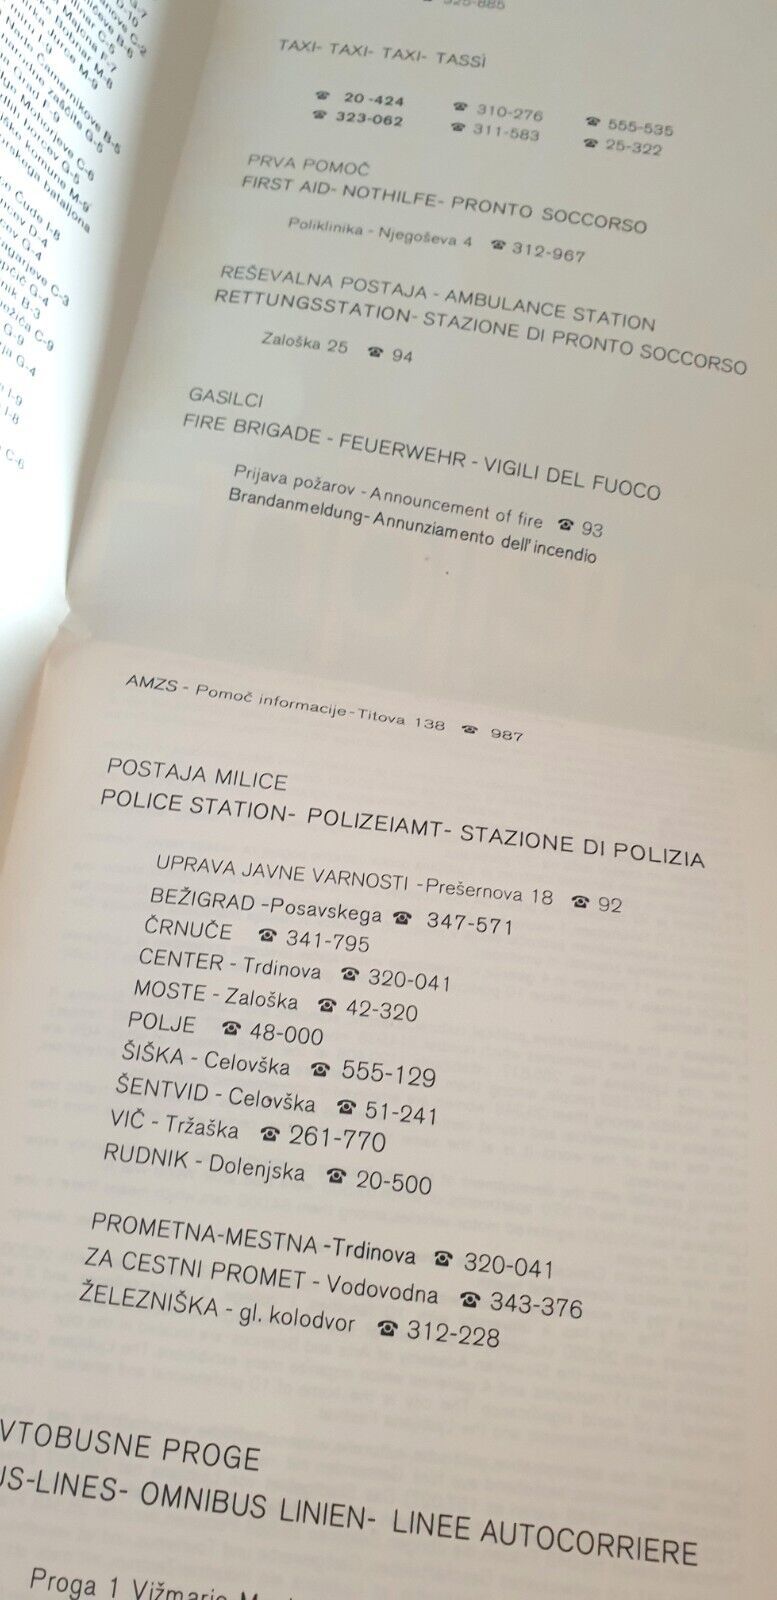 325-885
TAXI- TAXI- TAXI- TASSÌ
☎ 20-424 ☎ 310-276 ☎ 555-535
☎ 323-062 ☎ 311-583 ☎ 25-322
PRVA POMOČ
FIRST AID- NOTHILFE- PRONTO SOCCORSO
Poliklinika - Njegoševa 4 ☎ 312-967
REŠEVALNA POSTAJA - AMBULANCE STATION
RETTUNGSSTATION- STAZIONE DI PRONTO SOCCORSO
Zaloška 25 ☎ 94
GASILCI
FIRE BRIGADE - FEUERWEHR - VIGILI DEL FUOCO
Prijava požarov - Announcement of fire ☎ 93
Brandanmeldung- Annunziamento dell'incendio
AMZS - Pomoč informacije - Titova 138 ☎ 987
POSTAJA MILICE
POLICE STATION- POLIZEIAMT- STAZIONE DI POLIZIA
UPRAVA JAVNE VARNOSTI -Prešernova 18 ☎ 92
BEŽIGRAD -Posavskega ☎ 347-571
ČRNUČE ☎ 341-795
CENTER - Trdinova ☎ 320-041
MOSTE - Zaloška ☎ 42-320
POLJE ☎ 48-000
ŠIŠKA - Celovška ☎ 555-129
ŠENTVID - Celovška ☎ 51-241
VIČ - Tržaška ☎ 261-770
RUDNIK - Dolenjska ☎ 20-500
PROMETNA-MESTNA -Trdinova ☎ 320-041
ZA CESTNI PROMET - Vodovodna ☎ 343-376
ŽELEZNIŠKA - gl. kolodvor ☎ 312-228
VTOBUSNE PROGE
US-LINES- OMNIBUS LINIEN- LINEE AUTOCORRIERE
Proga 1 Vižmarje